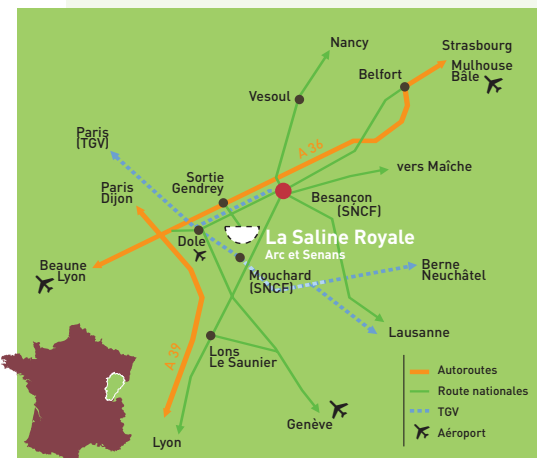 Nancy
Strasbourg
Mulhouse
Bâle
Belfort
Vesoul
Paris
(TGV)
A 36
vers Maîche
Sortie
Gendrey
Paris
Dijon
Besançon
(SNCF)
Dole
La Saline Royale
Arc et Senans
Beaune
Lyon
Mouchard
(SNCF)
Berne
Neuchâtel
Lausanne
A 39
Lons
Le Saunier
Genève
Lyon
Autoroutes
Route nationales
TGV
Aéroport